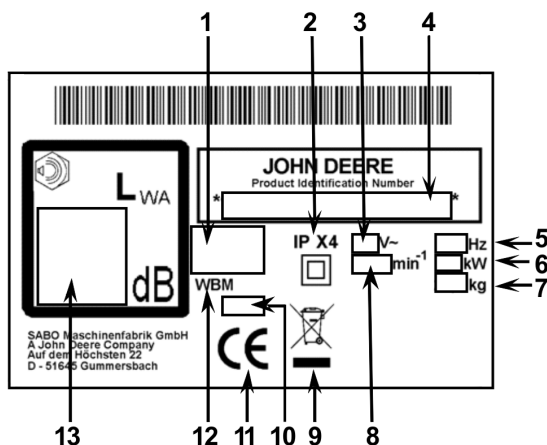 1 2 3 4
JOHN DEERE
Product Identification Number
* *
L WA
dB
IP X4
V~
min-1
Hz 5
kW 6
kg 7
WBM
CE
SABO Maschinenfabrik GmbH
A John Deere Company
Auf dem Höchsten 22
D - 51645 Gummersbach
13 12 11 10 9 8